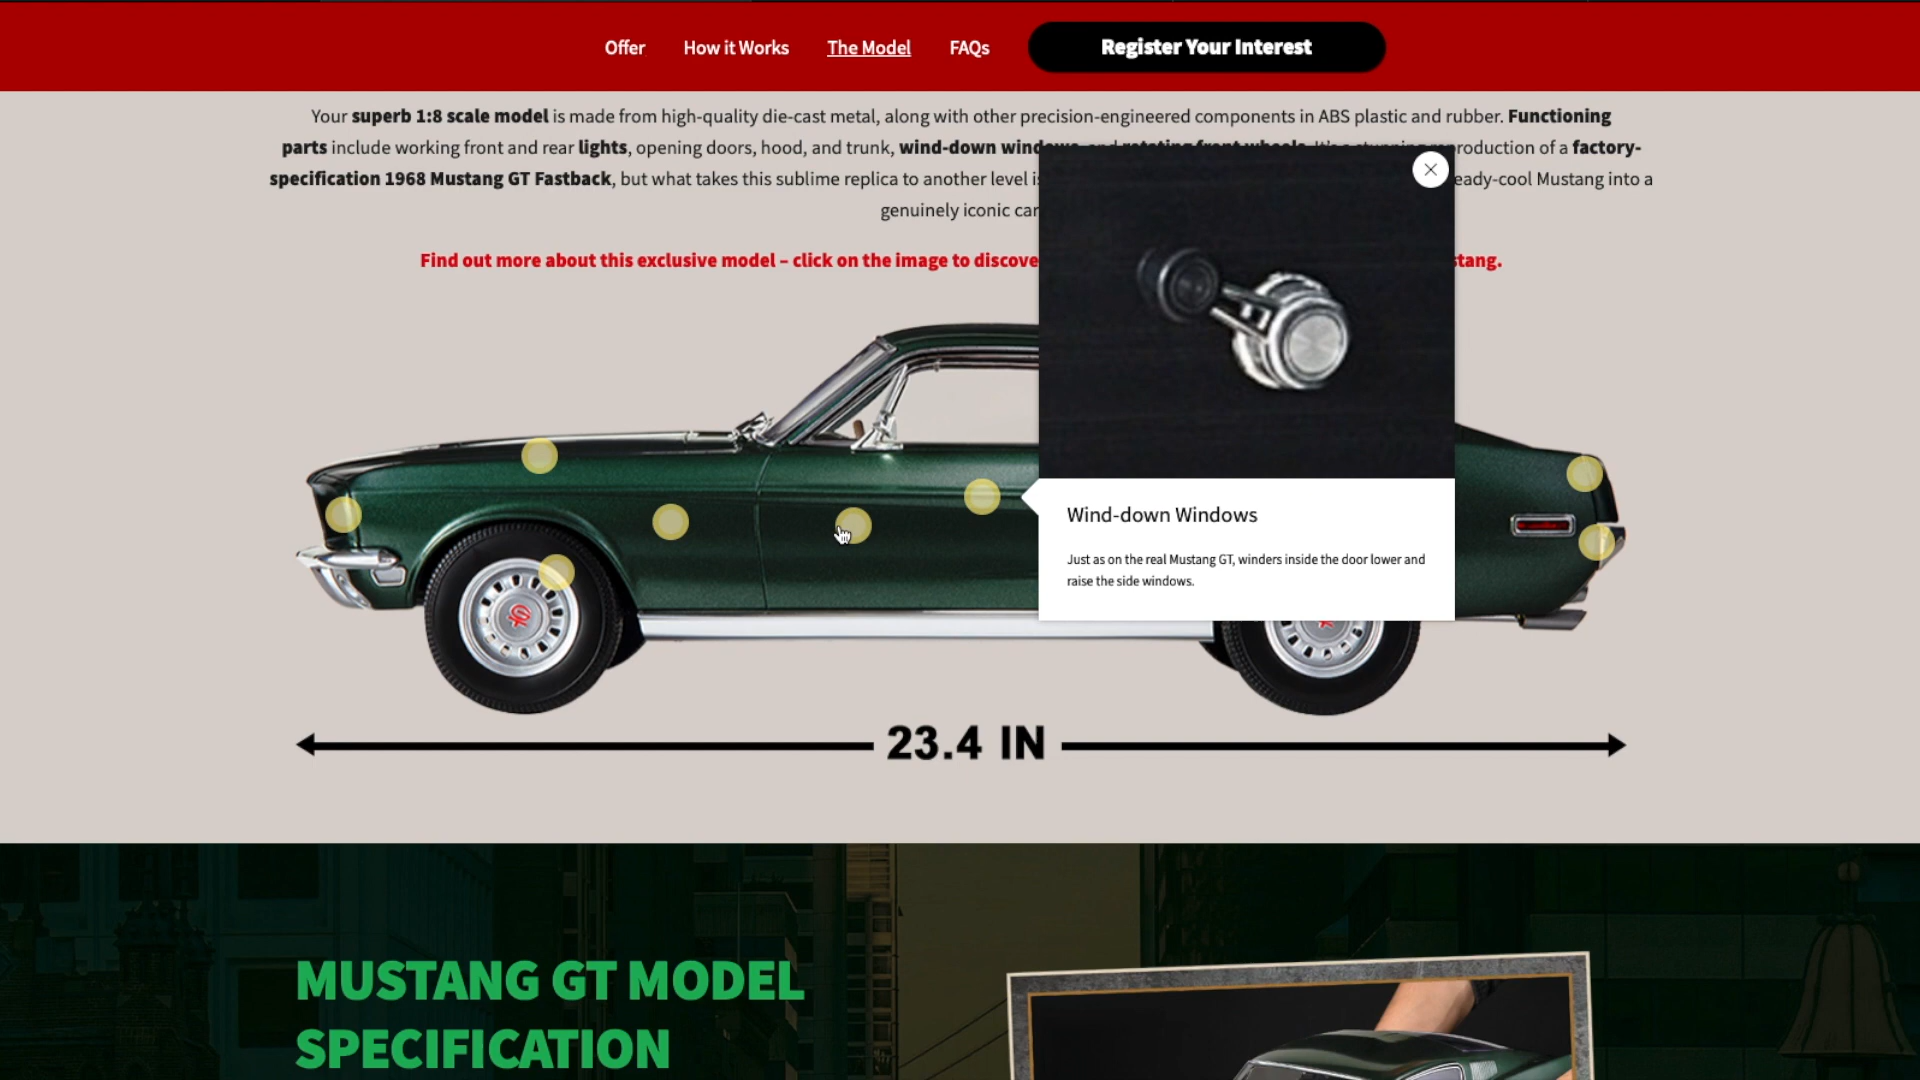 Offer How it Works The Model FAQs Register Your Interest
Your superb 1:8 scale model is made from high-quality die-cast metal, along with other precision-engineered components in ABS plastic and rubber. Functioning
parts include working front and rear lights, opening doors, hood, and trunk, wind-down windows, and rotating front wheels. It's a stunning reproduction of a factory-
specification 1968 Mustang GT Fastback, but what takes this sublime replica to another level is eady-cool Mustang into a
genuinely iconic car
Find out more about this exclusive model – click on the image to discove stang.
Wind-down Windows
Just as on the real Mustang GT, winders inside the door lower and
raise the side windows.
23.4 IN
MUSTANG GT MODEL
SPECIFICATION